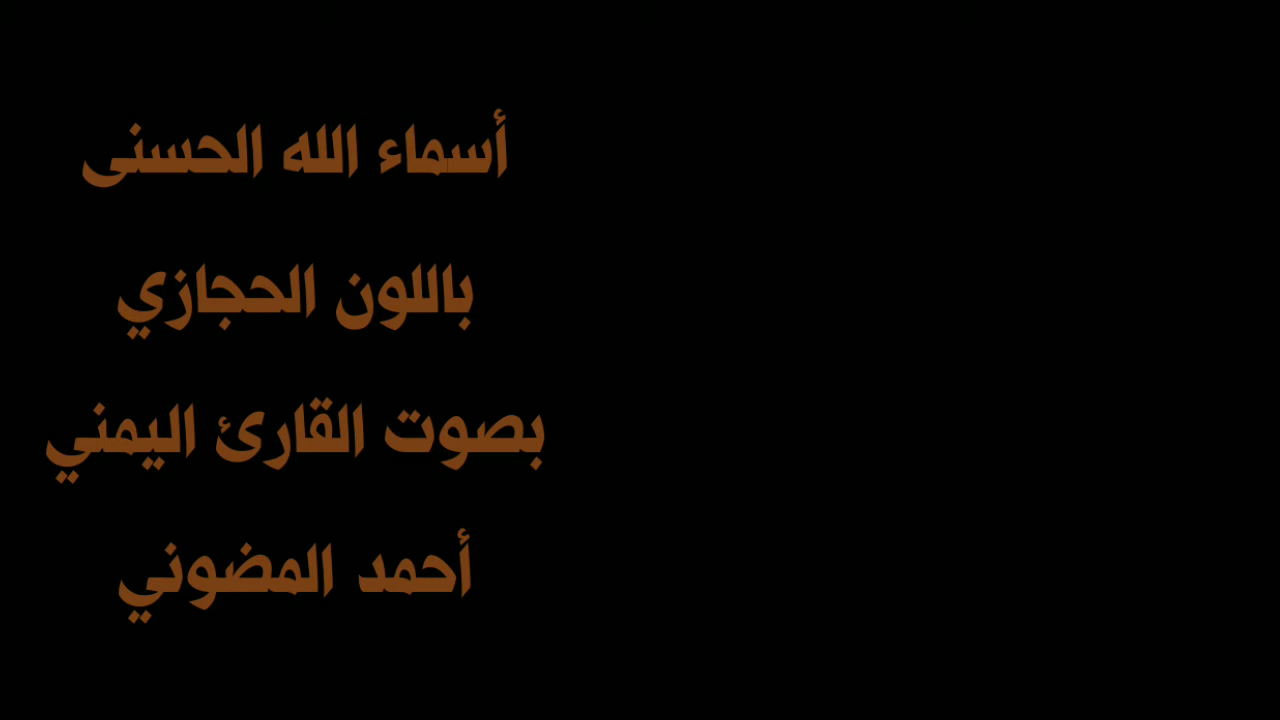 أسماء الله الحسنى
باللون الحجازي
بصوت القارئ اليمني
أحمد المضوني